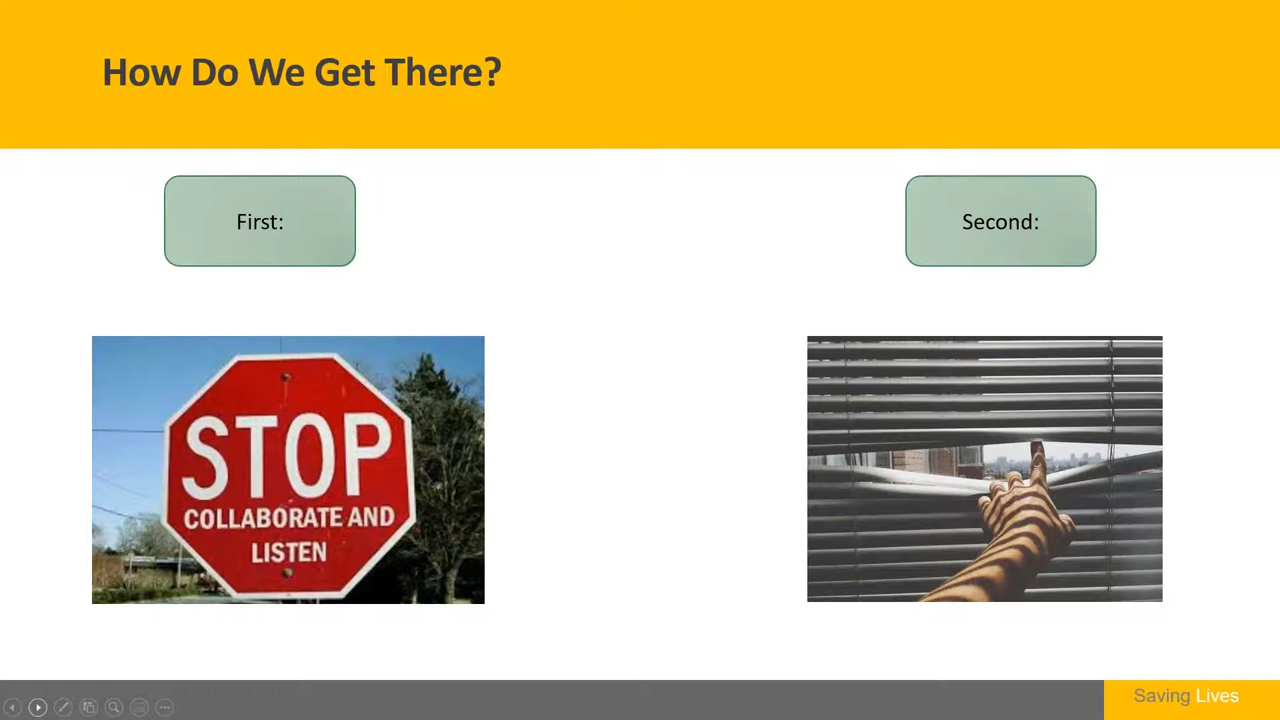 How Do We Get There?
First:
Second:
STOP
COLLABORATE AND
LISTEN
Saving Lives